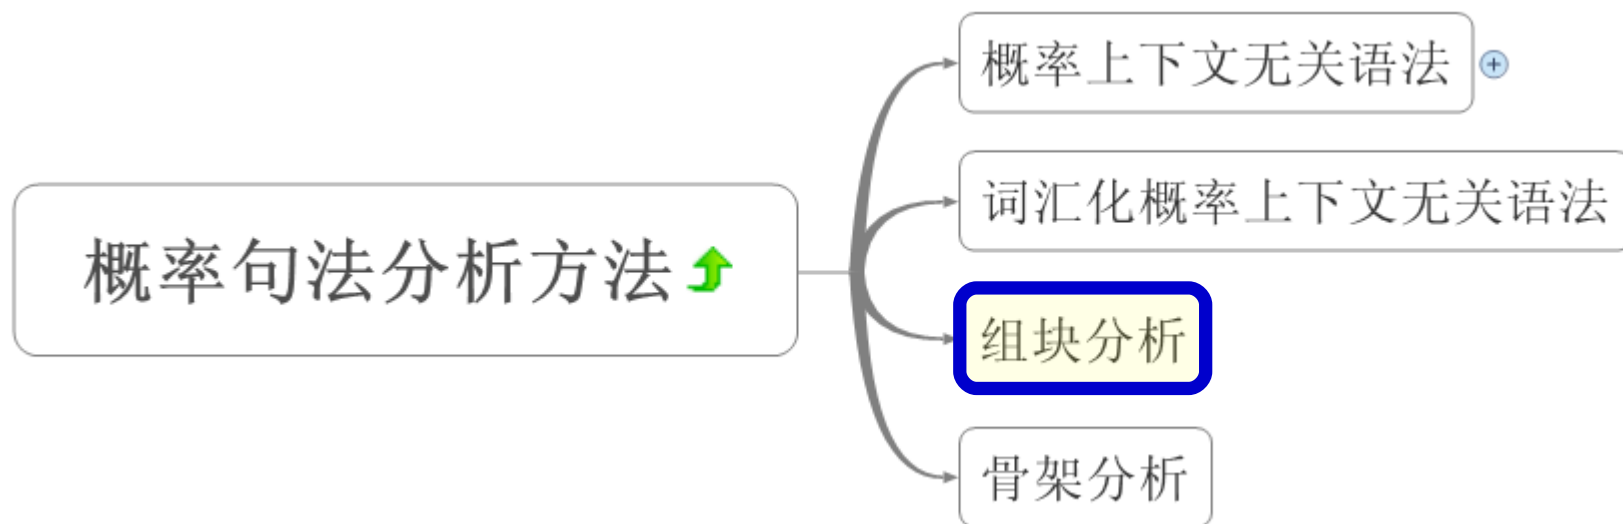 概率句法分析方法
概率上下文无关语法
词汇化概率上下文无关语法
组块分析
骨架分析